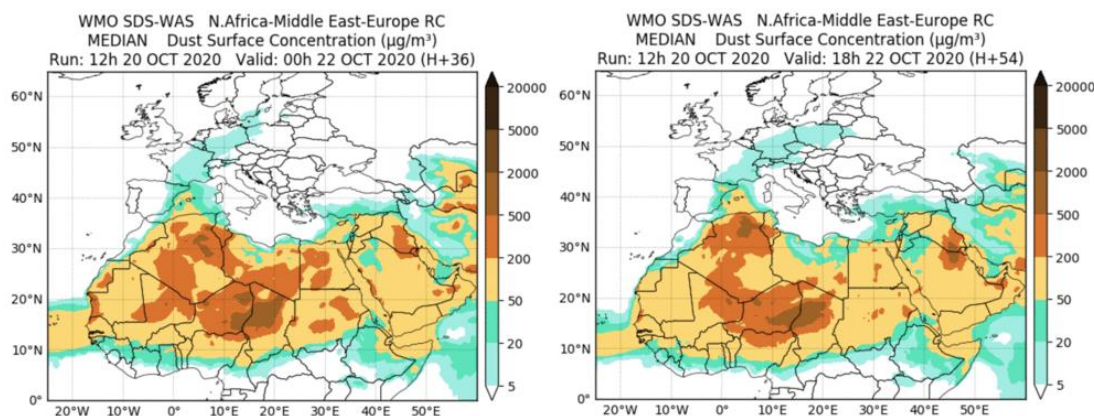 WMO SDS-WAS N.Africa-Middle East-Europe RC
MEDIAN Dust Surface Concentration (µg/m³)
Run: 12h 20 OCT 2020 Valid: 00h 22 OCT 2020 (H+36)
60°N
50°N
40°N
30°N
20°N
10°N
0°
20°W
10°W
0°
10°E
20°E
30°E
40°E
50°E
20000
5000
2000
500
200
50
20
5
WMO SDS-WAS N.Africa-Middle East-Europe RC
MEDIAN Dust Surface Concentration (µg/m³)
Run: 12h 20 OCT 2020 Valid: 18h 22 OCT 2020 (H+54)
60°N
50°N
40°N
30°N
20°N
10°N
0°
20°W
10°W
0°
10°E
20°E
30°E
40°E
50°E
20000
5000
2000
500
200
50
20
5